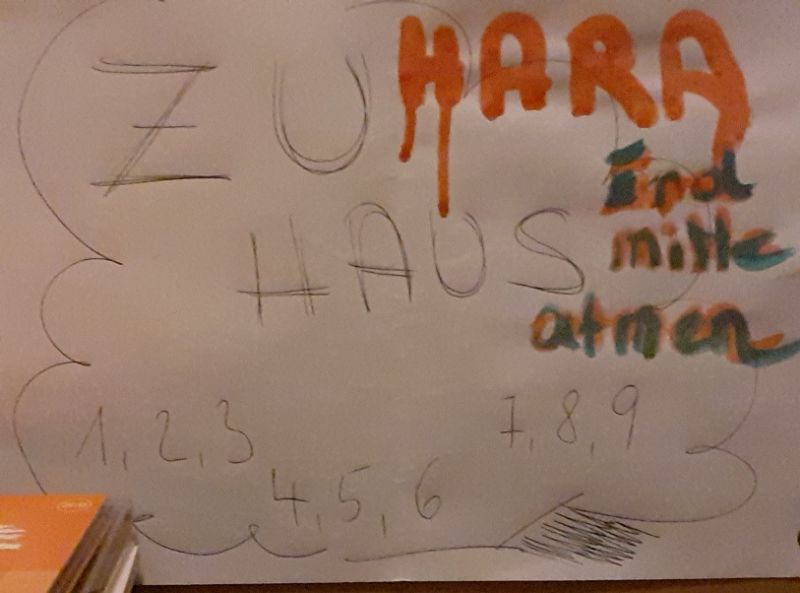 ZU HARA
HAUS
Erd
mitte
atmen
1, 2, 3
7, 8, 9
4, 5, 6